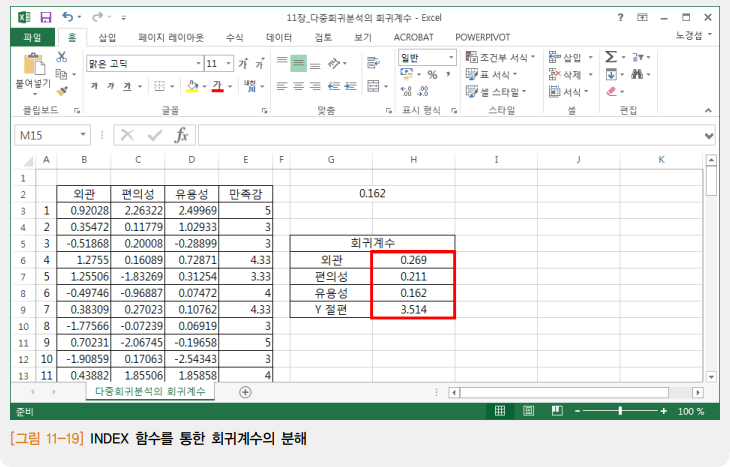 11장_다중회귀분석의 회귀계수 - Excel
파일 홈 삽입 페이지 레이아웃 수식 데이터 검토 보기 ACROBAT POWERPIVOT 노경섭
붙여넣기 맑은 고딕 11 가 가 일반 조건부 서식 삽입
가 가 가 내천 % , 표 서식 삭제
셀 스타일 서식
클립보드 글꼴 맞춤 표시 형식 스타일 셀 편집
M15 fx
A B C D E F G H I J K
1
2 외관 편의성 유용성 만족감 0.162
3 1 0.92028 2.26322 2.49969 5
4 2 0.35472 0.11779 1.02933 3
5 3 -0.51868 0.20008 -0.28899 3 회귀계수
6 4 1.2755 0.16089 0.72871 4.33 외관 0.269
7 5 1.25506 -1.83269 0.31254 3.33 편의성 0.211
8 6 -0.49746 -0.96887 0.07472 4 유용성 0.162
9 7 0.38309 0.27023 0.10762 4.33 Y 절편 3.514
10 8 -1.77566 -0.07239 0.06919 3
11 9 0.70231 -2.06745 -0.19658 5
12 10 -1.90859 0.17063 -2.54343 3
13 11 0.43882 1.85506 1.85858 4
다중회귀분석의 회귀계수
준비 100 %
[그림 11-19] INDEX 함수를 통한 회귀계수의 분해